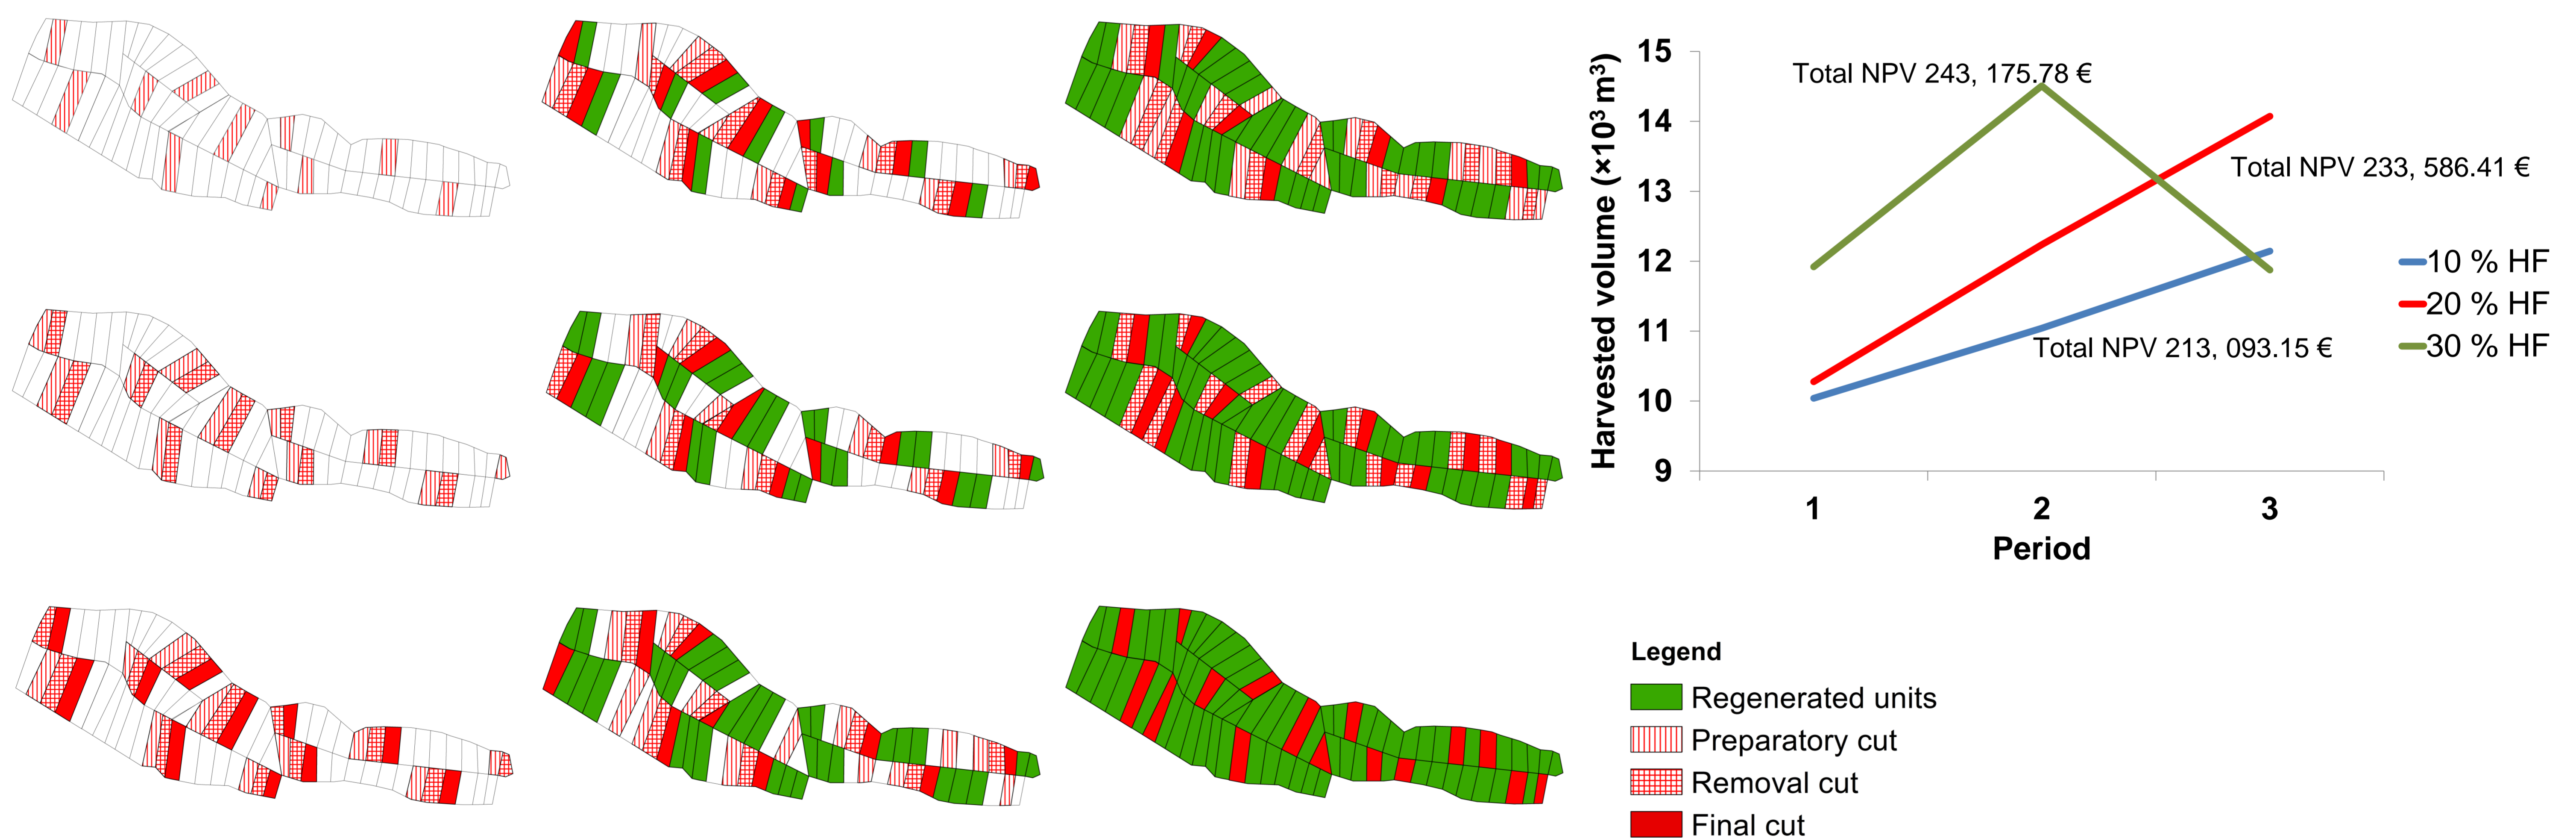 Harvested volume (×10³ m³)
15
14
13
12
11
10
9
Total NPV 243, 175.78 €
Total NPV 233, 586.41 €
Total NPV 213, 093.15 €
1 2 3
Period
10 % HF
20 % HF
30 % HF
Legend
Regenerated units
Preparatory cut
Removal cut
Final cut